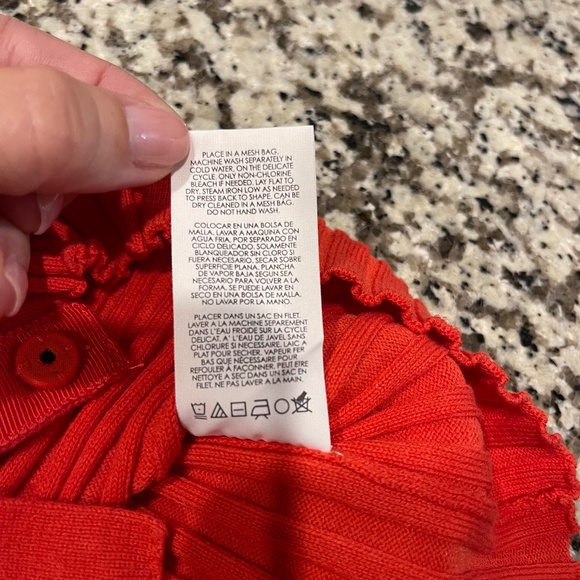 PLACE IN A MESH BAG.
MACHINE WASH SEPARATELY IN
COLD WATER, ON THE DELICATE
CYCLE. ONLY NON-CHLORINE
BLEACH IF NEEDED. LAY FLAT TO
DRY. STEAM IRON LOW AS NEEDED
TO PRESS BACK TO SHAPE. CAN BE
DRY CLEANED IN A MESH BAG.
DO NOT HAND WASH.
COLOCAR EN UNA BOLSA DE
MALLA. LAVAR A MAQUINA CON
AGUA FRIA, POR SEPARADO EN
CICLO DELICADO. SOLAMENTE
BLANQUEADOR SIN CLORO SI
FUERA NECESARIO. SECAR SOBRE
SUPERFICIE PLANA. PLANCHA
DE VAPOR BAJA SEGUN SEA
NECESARIO PARA VOLVER A LA
FORMA. SE PUEDE LAVAR EN
SECO EN UNA BOLSA DE MALLA.
NO LAVAR POR LA MANO.
PLACER DANS UN SAC EN FILET.
LAVER A LA MACHINE SEPAREMENT
DANS L'EAU FROIDE SUR LA CYCLE
DELICAT. A' L'EAU DE JAVEL SANS
CHLORURE SI NECESSAIRE. LAIC A
PLAT POUR SECHER. VAPEUR FER
BAS QUE NÉCESSAIRE POUR
REFOULER À FAÇONNER. PEUT ÊTRE
NETTOYE A SEC DANS UN SAC EN
FILET. NE PAS LAVER A LA MAIN.